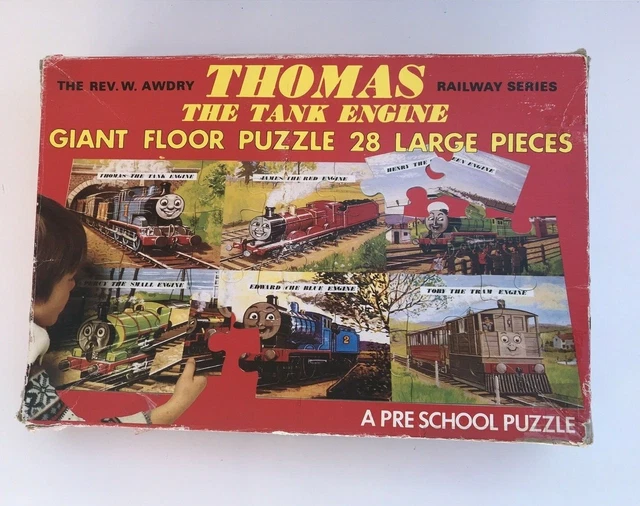 THE REV. W. AWDRY THOMAS RAILWAY SERIES
THE TANK ENGINE
GIANT FLOOR PUZZLE 28 LARGE PIECES
THOMAS THE TANK ENGINE
JAMES THE RED ENGINE
HENRY THE EN ENGINE
THE SMALL ENGINE
EDWARD THE BLUE ENGINE
TOBY THE TRAM ENGINE
2
A PRE SCHOOL PUZZLE